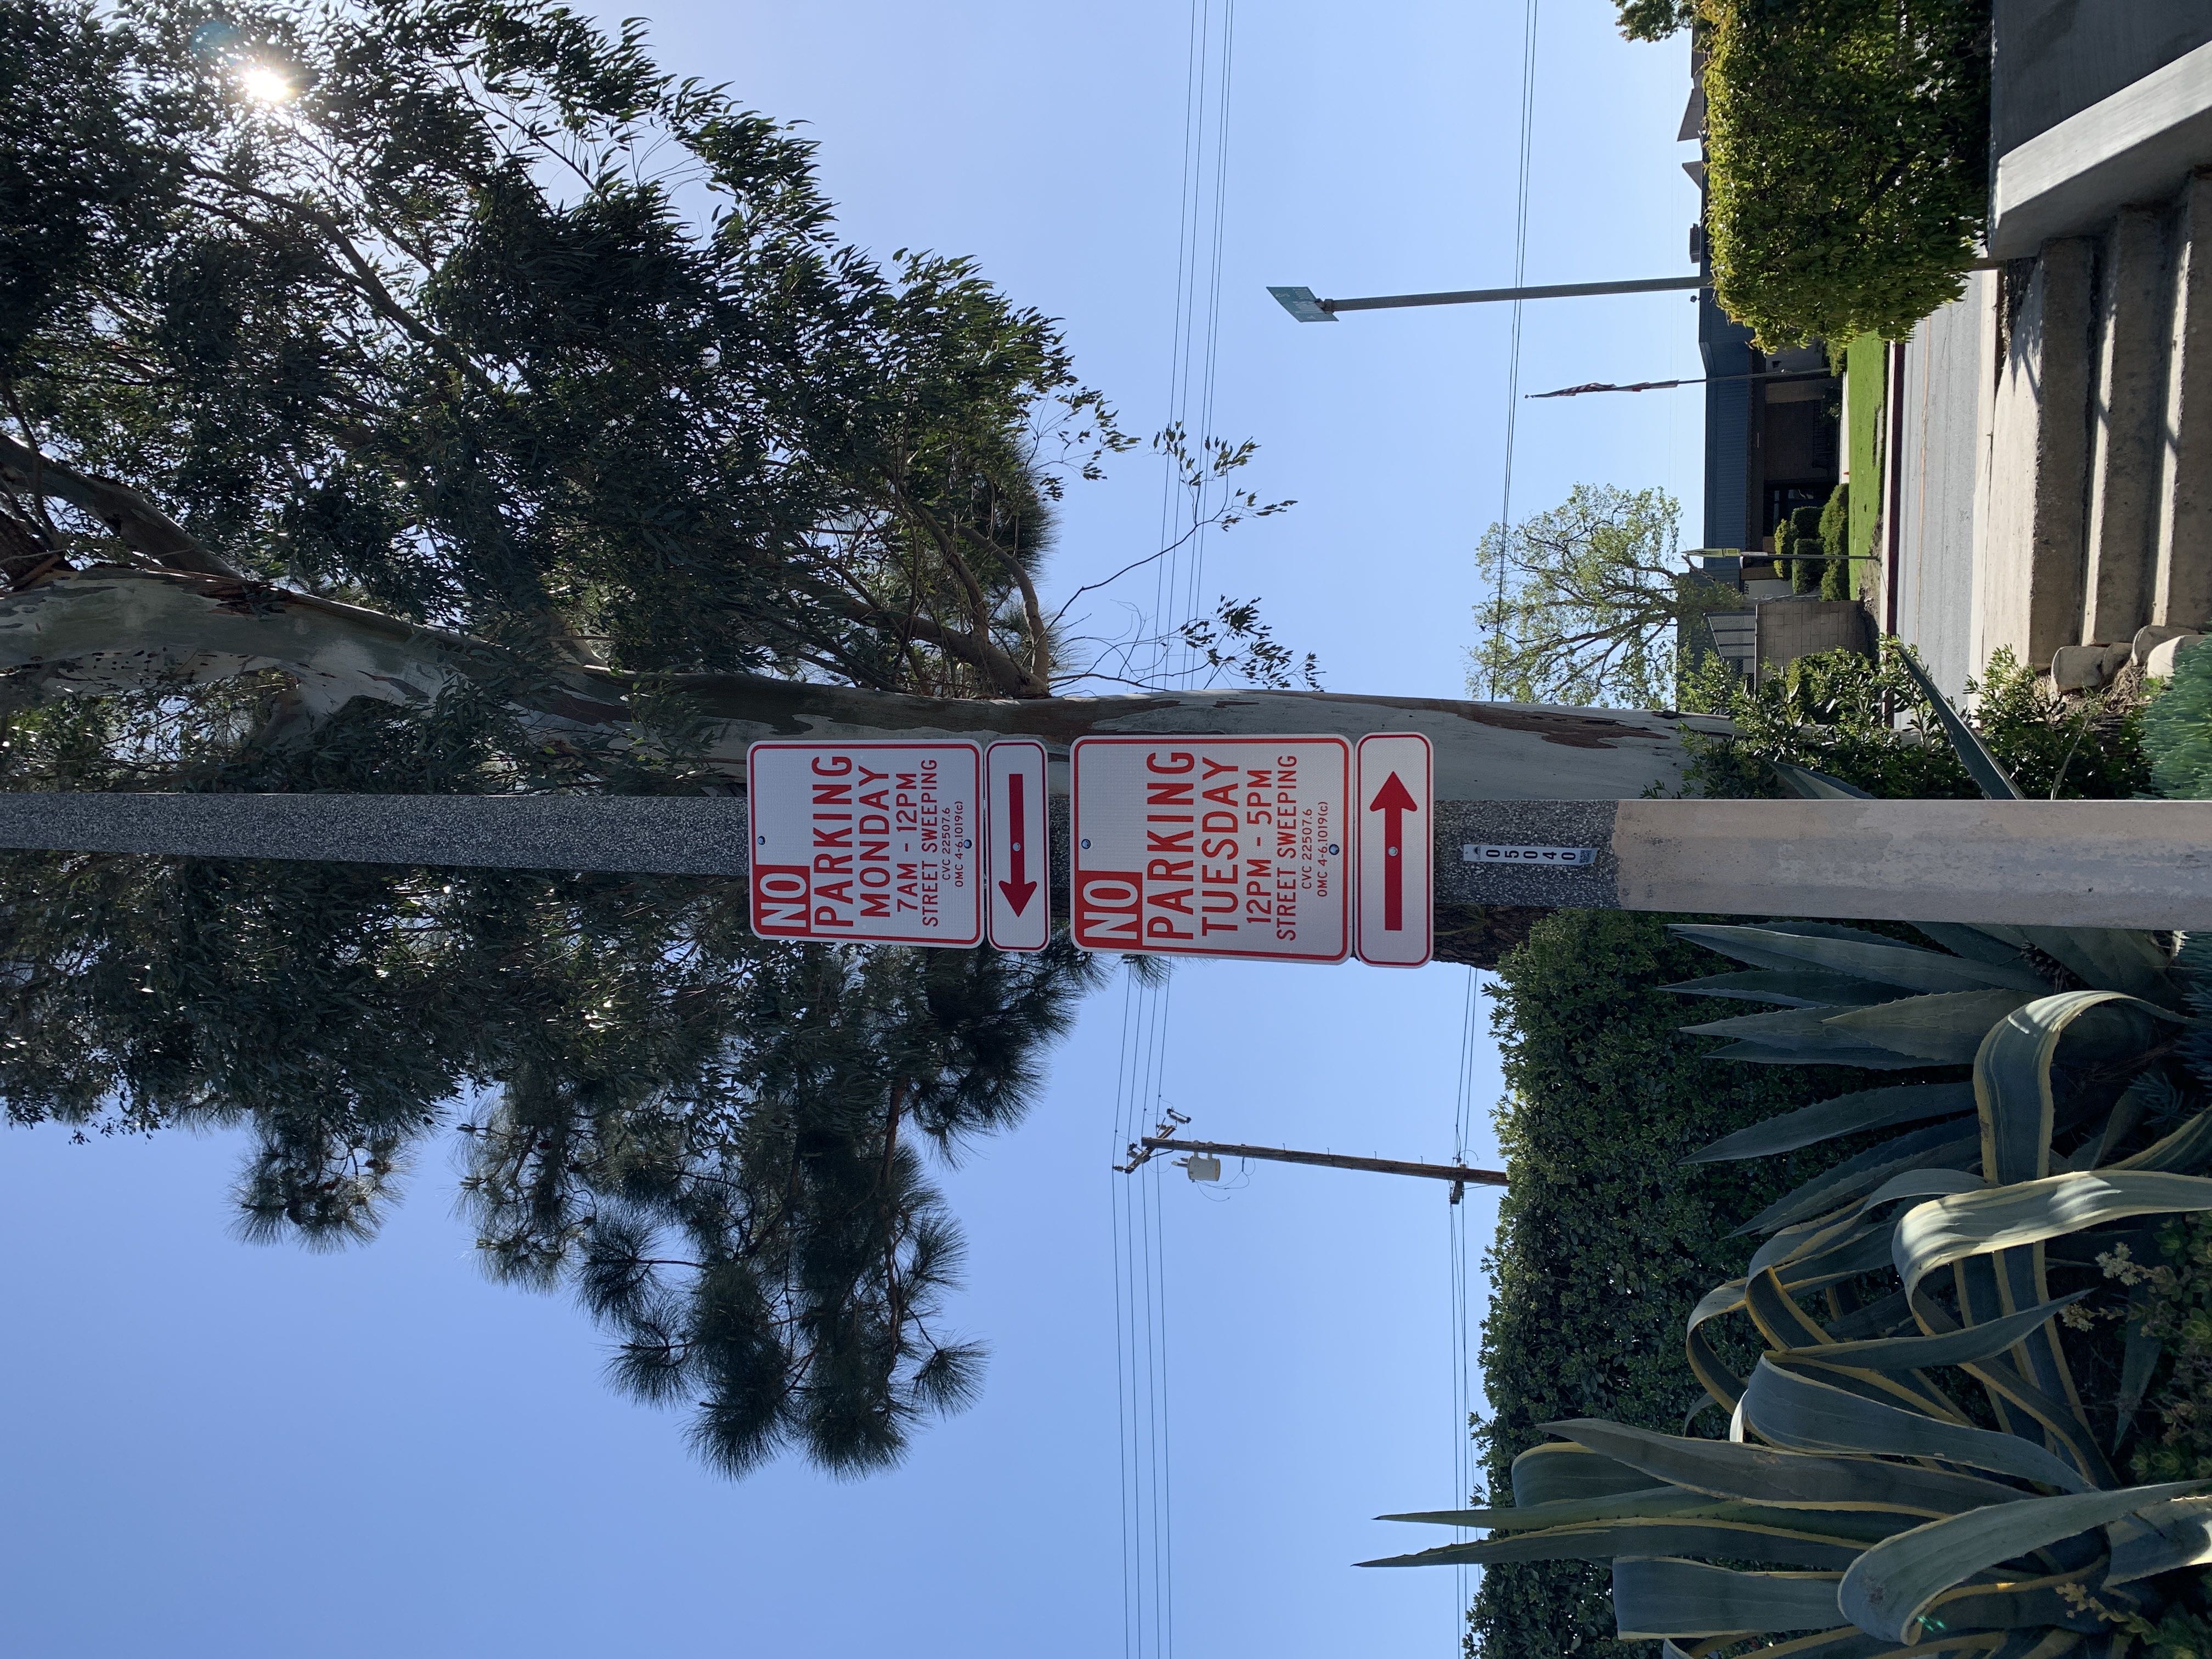 NO
PARKING
MONDAY
7AM - 12PM
STREET SWEEPING
CVC 22507.6
OMC 4-6.1019(c)
NO
PARKING
TUESDAY
12PM - 5PM
STREET SWEEPING
CVC 22507.6
OMC 4-6.1019(c)
05040